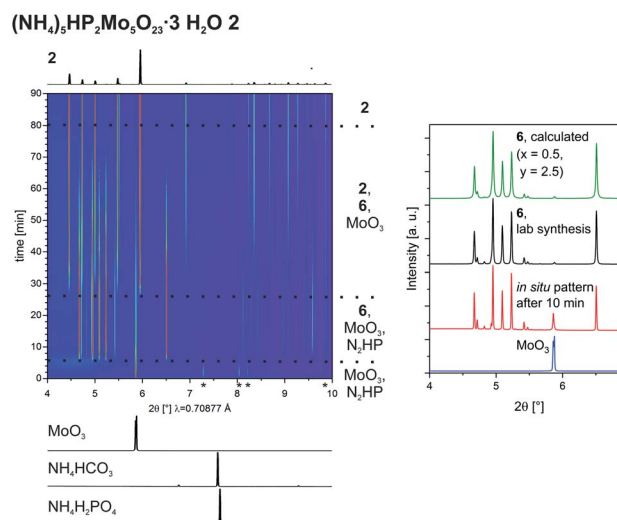 (NH₄)₅HP₂Mo₅O₂₃·3 H₂O 2
2
90
80
70
60
50
40
30
20
10
0
time [min]
4 5 6 7 8 9 10
2θ [°] λ=0.70877 Å
* ** *
2
2,
6,
MoO₃
6,
MoO₃,
N₂HP
MoO₃,
N₂HP
MoO₃
NH₄HCO₃
NH₄H₂PO₄
Intensity [a. u.]
6, calculated
(x = 0.5,
y = 2.5)
6, lab synthesis
in situ pattern
after 10 min
MoO₃
4 5 6
2θ [°]